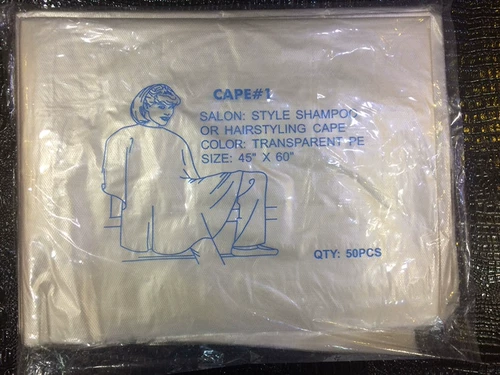 CAPE#1
SALON: STYLE SHAMPOO
OR HAIRSTYLING CAPE
COLOR: TRANSPARENT PE
SIZE: 45" X 60"
QTY: 50PCS